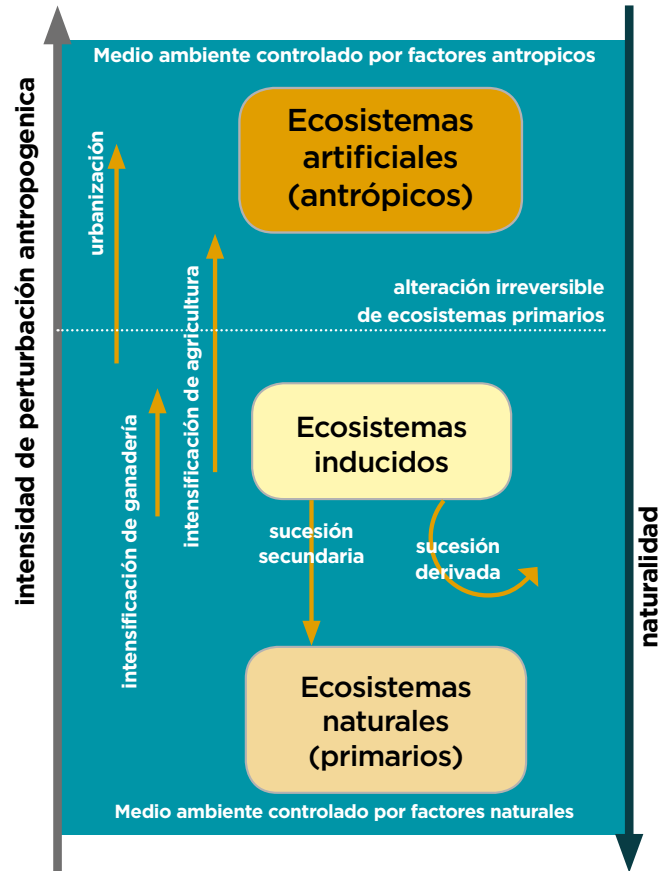 Medio ambiente controlado por factores antropicos
Ecosistemas
artificiales
(antrópicos)
urbanización
intensidad de perturbación antropogenica
intensificación de agricultura
alteración irreversible
de ecosistemas primarios
intensificación de ganadería
Ecosistemas
inducidos
sucesión
secundaria
sucesión
derivada
naturalidad
Ecosistemas
naturales
(primarios)
Medio ambiente controlado por factores naturales